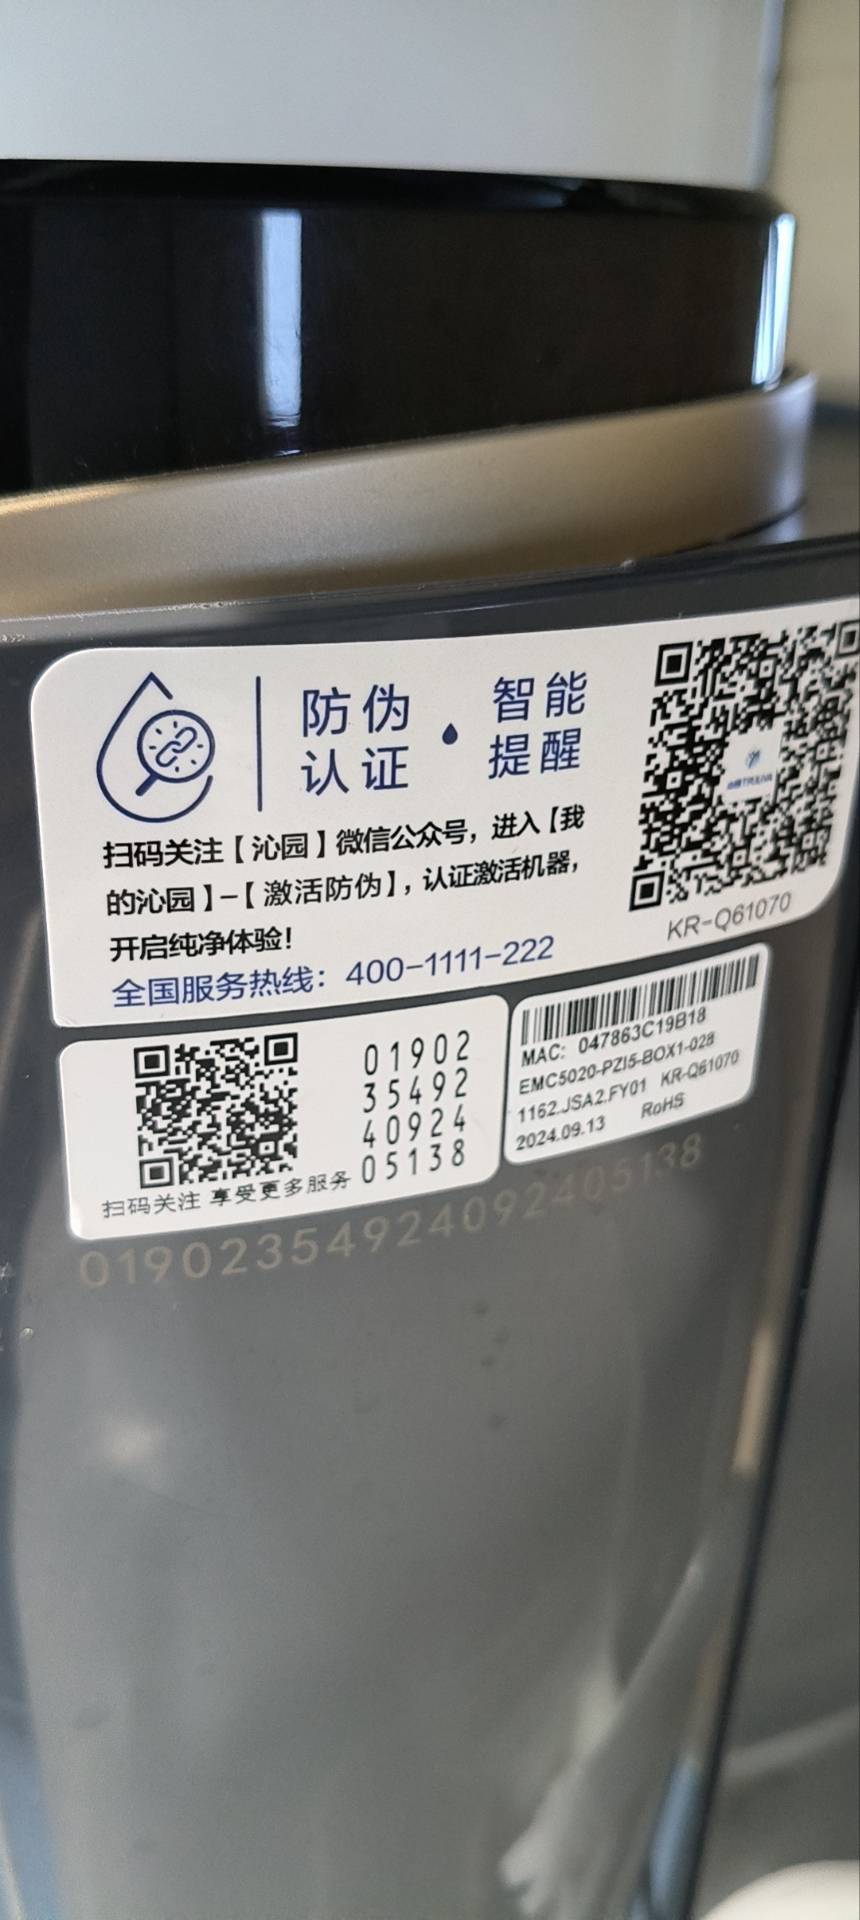 防伪认证 · 智能提醒
扫码关注【沁园】微信公众号，进入【我
的沁园】-【激活防伪】，认证激活机器，
开启纯净体验！
全国服务热线：400-1111-222
KR-Q61070
01902
35492
40924
05138
扫码关注 享受更多服务
MAC: 047863C19B18
EMC5020-PZI5-BOX1-028
1162.JSA2.FY01 KR-Q61070
2024.09.13 RoHS
01902354924092405138